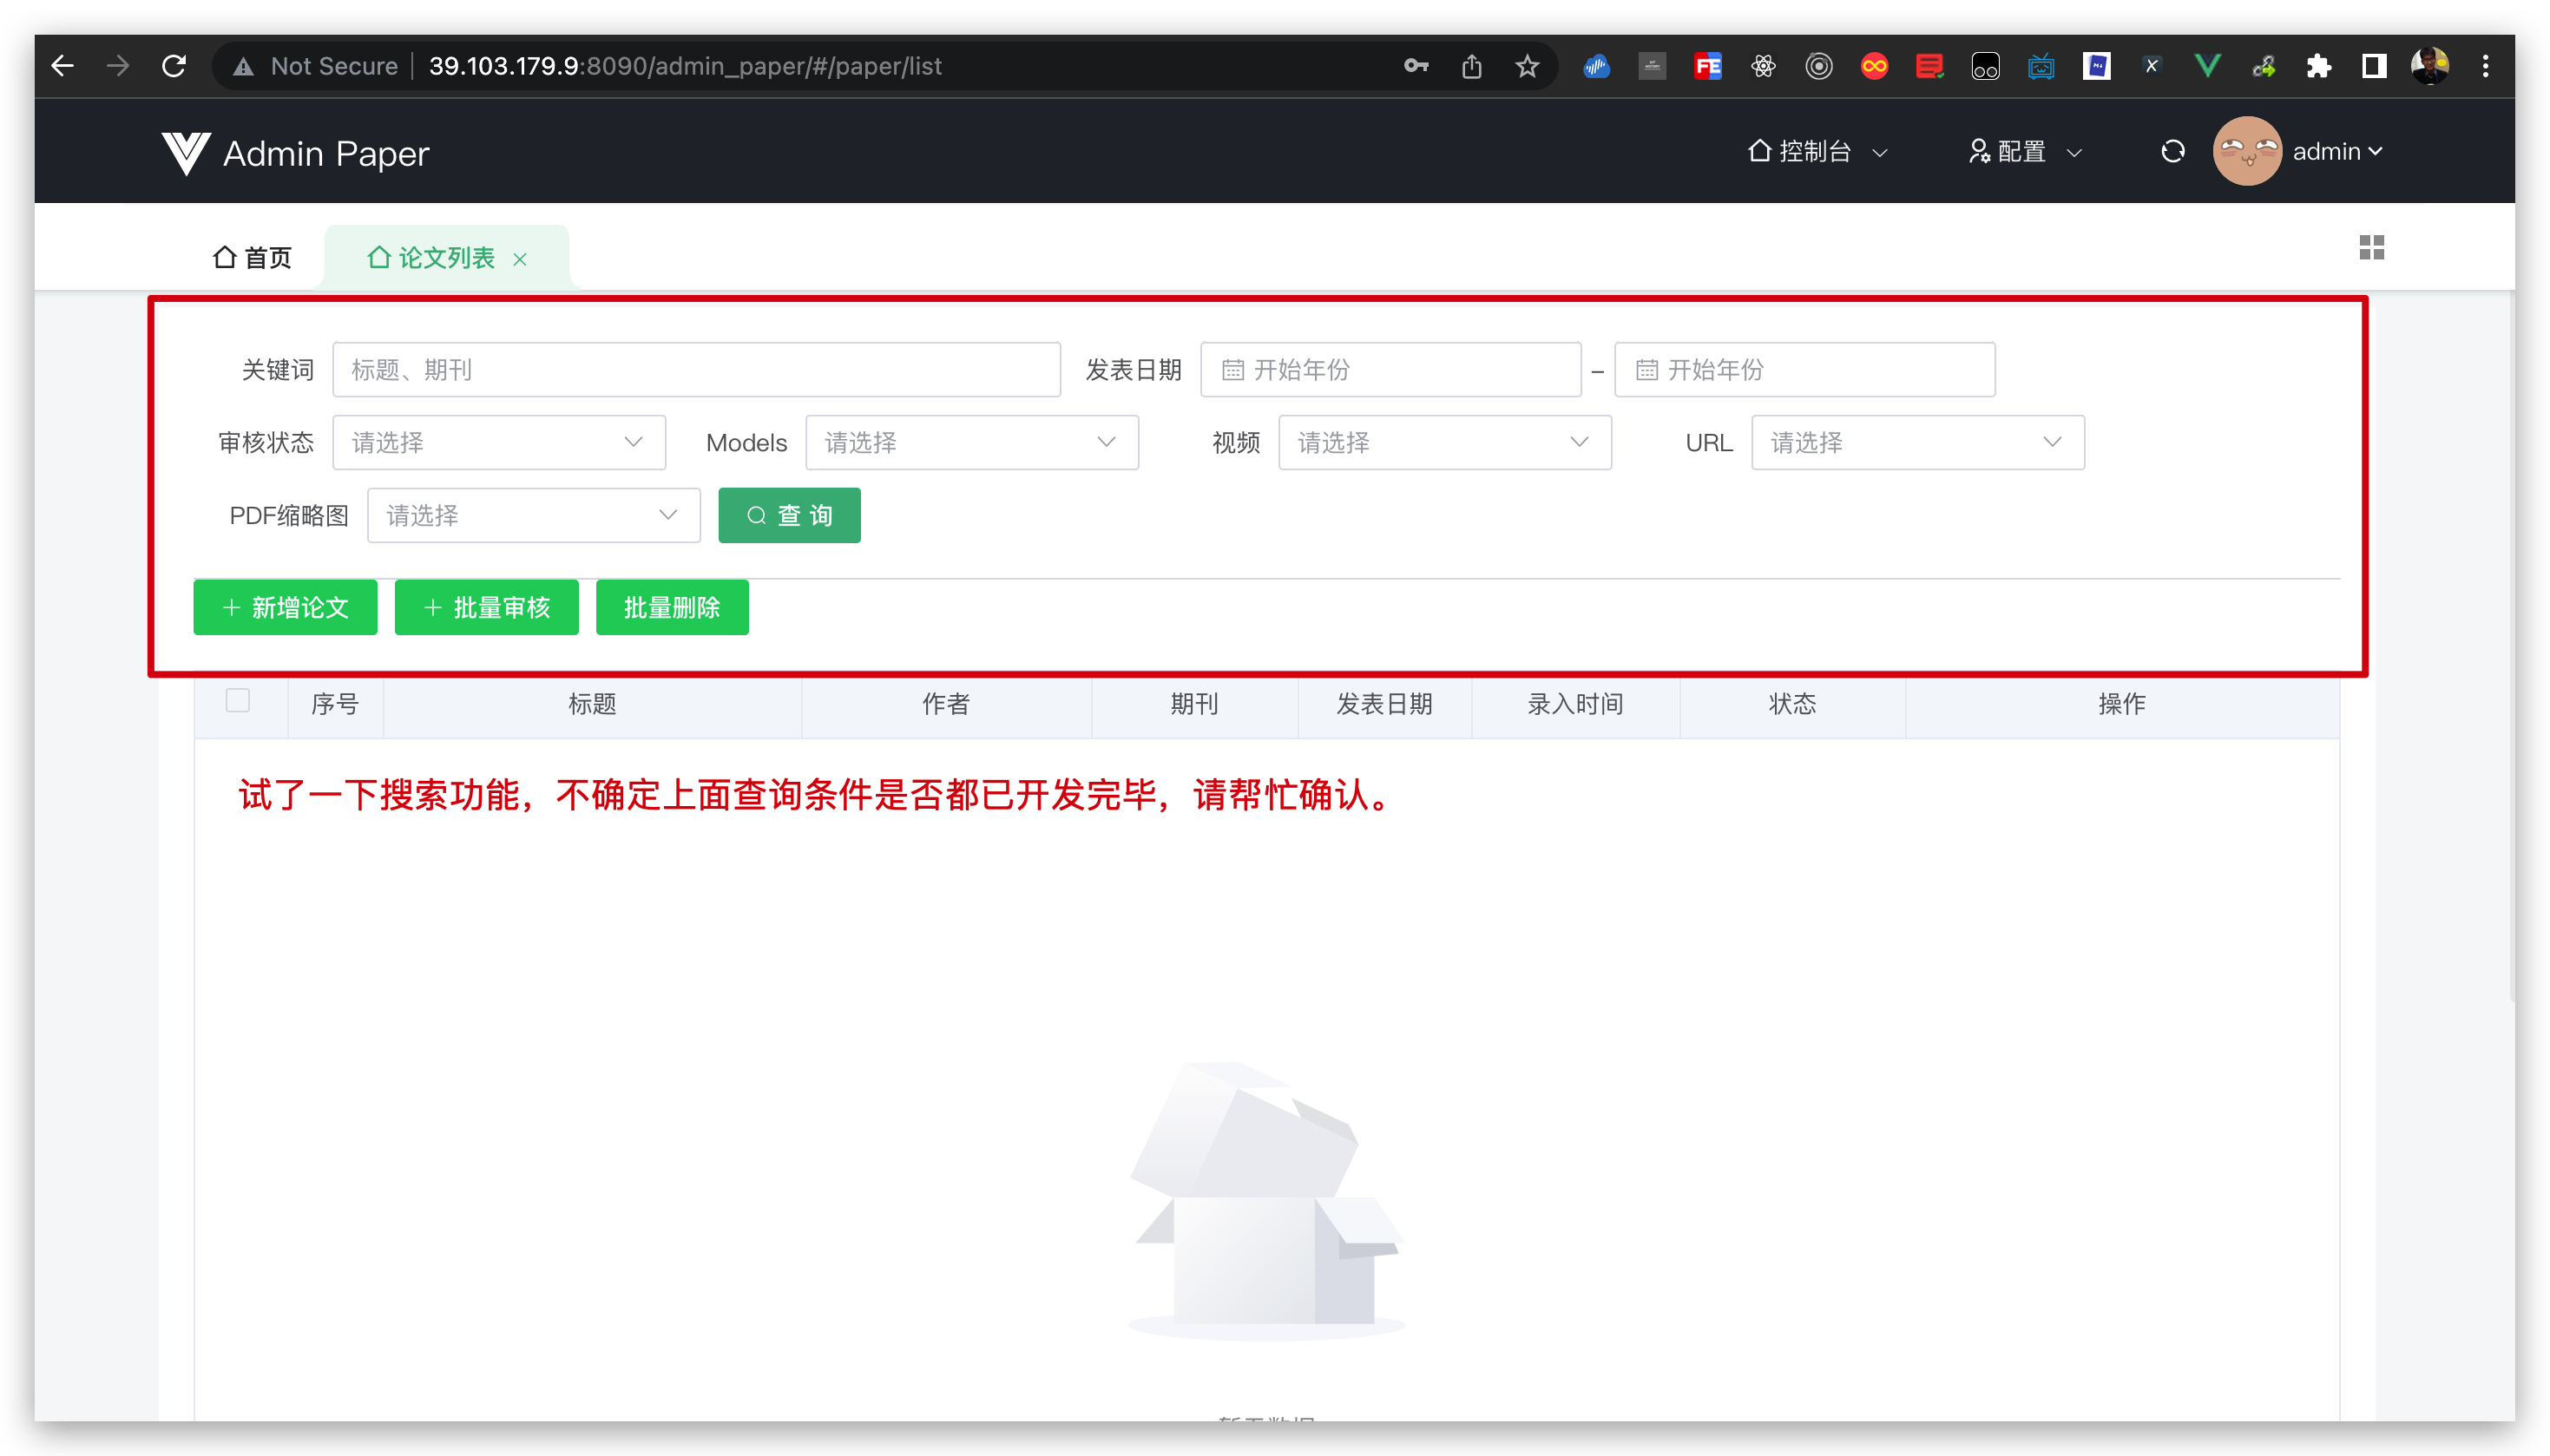 Not Secure 39.103.179.9:8090/admin_paper/#/paper/list
Admin Paper 控制台 配置 admin
首页 论文列表
关键词 标题、期刊 发表日期 开始年份 – 开始年份
审核状态 请选择 Models 请选择 视频 请选择 URL 请选择
PDF缩略图 请选择 查 询
新增论文 批量审核 批量删除
序号 标题 作者 期刊 发表日期 录入时间 状态 操作
试了一下搜索功能，不确定上面查询条件是否都已开发完毕，请帮忙确认。